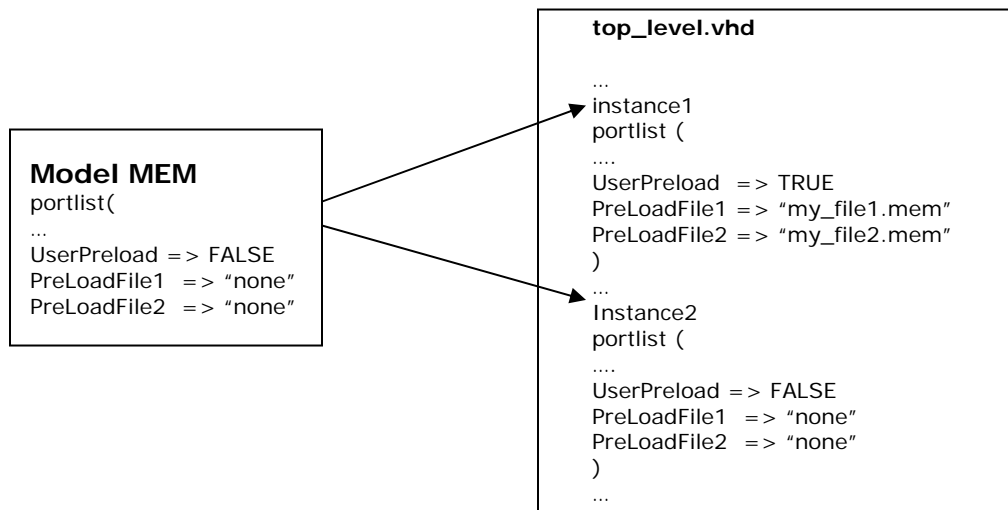 Model MEM
portlist(
...
UserPreload => FALSE
PreLoadFile1 => “none”
PreLoadFile2 => “none”
top_level.vhd
...
instance1
portlist (
....
UserPreload => TRUE
PreLoadFile1 => “my_file1.mem”
PreLoadFile2 => “my_file2.mem”
)
...
Instance2
portlist (
....
UserPreload => FALSE
PreLoadFile1 => “none”
PreLoadFile2 => “none”
)
...